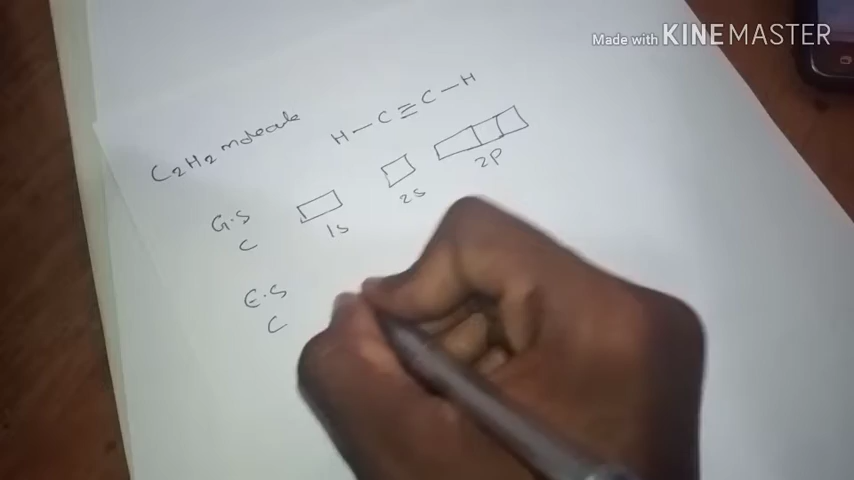 Made with KINEMASTER
C2H2 molecule H-C≡C-H
G.S
C
1s 2s 2p
E.S
C